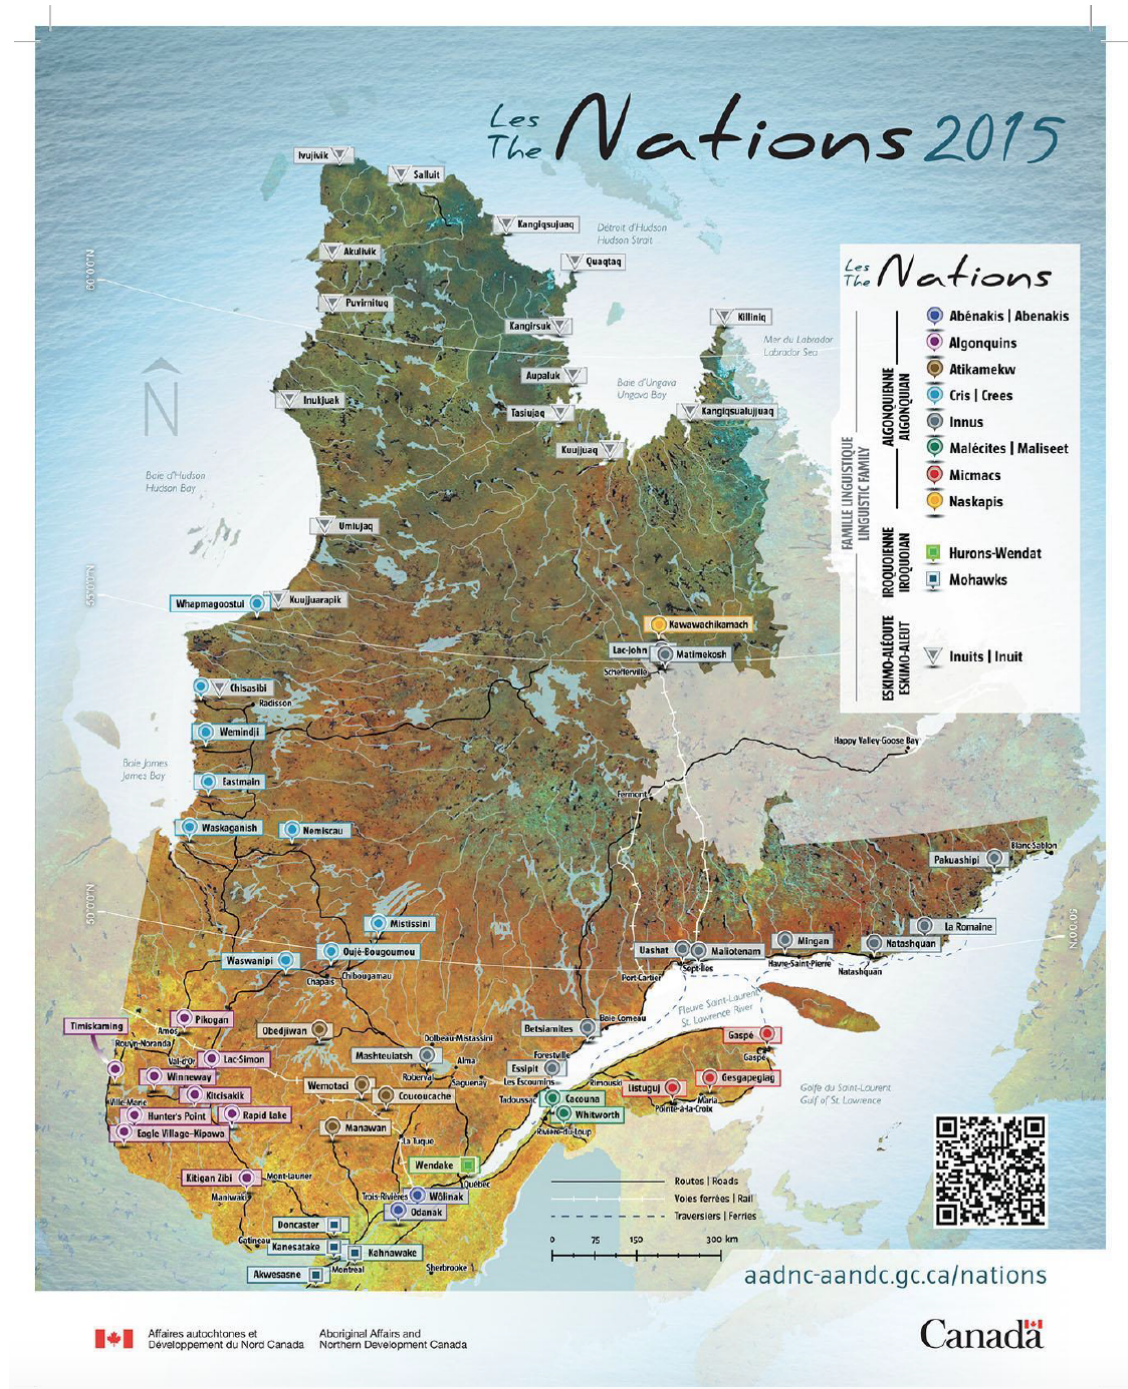 Les
The
Nations 2015
Ivujivik
Salluit
Kangiqsujuaq
Détroit d'Hudson
Hudson Strait
Akulivik
Quaqtaq
Puvirnituq
Kangirsuk
Killiniq
Mer du Labrador
Labrador Sea
Aupaluk
Baie d'Ungava
Ungava Bay
Inukjuak
Tasiujaq
Kangiqsualujjuaq
Kuujjuaq
N
Baie d'Hudson
Hudson Bay
Umiujaq
Whapmagoostui
Kuujjuarapik
Kawawachikamach
Lac-John
Matimekosh
Schefferville
Chisasibi
Radisson
Wemindji
Baie James
James Bay
Eastmain
Happy Valley-Goose Bay
Fermont
Waskaganish
Nemiscau
Blanc-Sablon
Pakuashipi
Mistissini
La Romaine
Oujé-Bougoumou
Waswanipi
Chibougamau
Chapais
Uashat
Maliotenam
Mingan
Natashquan
Sept-Îles
Havre-Saint-Pierre
Natashquan
Port-Cartier
Fleuve Saint-Laurent
St. Lawrence River
Timiskaming
Pikogan
Amos
Obedjiwan
Betsiamites
Baie Comeau
Rouyn-Noranda
Val-d'Or
Lac-Simon
Dolbeau-Mistassini
Mashteuiatsh
Alma
Forestville
Gaspé
Gaspé
Winneway
Roberval
Saguenay
Essipit
Les Escoumins
Rimouski
Gesgapegiag
Kitcisakik
Wemotaci
Coucoucache
Listuguj
Maria
Pointe-à-la-Croix
Golfe du Saint-Laurent
Gulf of St. Lawrence
Ville-Marie
Hunter's Point
Rapid Lake
Tadoussac
Cacouna
Whitworth
Eagle Village-Kipawa
Manawan
La Tuque
Rivière-du-Loup
Wendake
Québec
Kitigan Zibi
Mont-Laurier
Maniwaki
Trois-Rivières
Wôlinak
Odanak
Doncaster
Gatineau
Kanesatake
Kahnawake
Akwesasne
Montréal
Sherbrooke
60°0'0"N
55°0'0"N
50°0'0"N
50°0'0"N
Les
The
Nations
FAMILLE LINGUISTIQUE
LINGUISTIC FAMILY
ALGONQUIENNE
ALGONQUIAN
Abénakis | Abenakis
Algonquins
Atikamekw
Cris | Crees
Innus
Malécites | Maliseet
Micmacs
Naskapis
IROQUOIENNE
IROQUOIAN
Hurons-Wendat
Mohawks
ESKIMO-ALÉOUTE
ESKIMO-ALEUT
Inuits | Inuit
Routes | Roads
Voies ferrées | Rail
Traversiers | Ferries
0 75 150 300 km
aadnc-aandc.gc.ca/nations
Affaires autochtones et
Développement du Nord Canada
Aboriginal Affairs and
Northern Development Canada
Canada